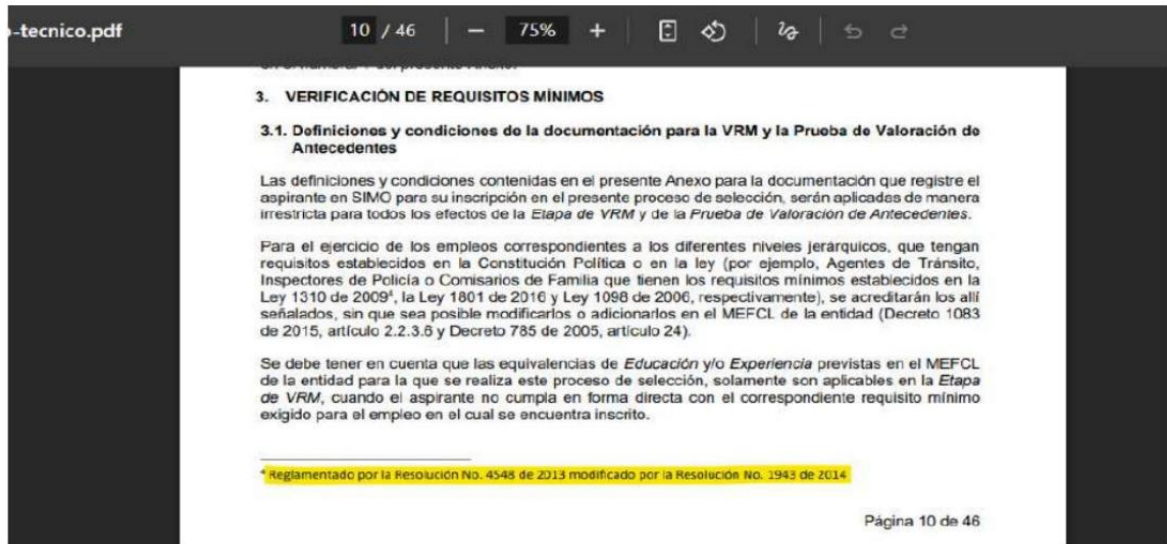 -tecnico.pdf
10 / 46
75%
3. VERIFICACIÓN DE REQUISITOS MÍNIMOS
3.1. Definiciones y condiciones de la documentación para la VRM y la Prueba de Valoración de
Antecedentes
Las definiciones y condiciones contenidas en el presente Anexo para la documentación que registre el
aspirante en SIMO para su inscripción en el presente proceso de selección, serán aplicadas de manera
irrestricta para todos los efectos de la Etapa de VRM y de la Prueba de Valoración de Antecedentes.
Para el ejercicio de los empleos correspondientes a los diferentes niveles jerárquicos, que tengan
requisitos establecidos en la Constitución Política o en la ley (por ejemplo, Agentes de Tránsito,
Inspectores de Policía o Comisarios de Familia que tienen los requisitos mínimos establecidos en la
Ley 1310 de 2009⁴, la Ley 1801 de 2016 y Ley 1098 de 2006, respectivamente), se acreditarán los allí
señalados, sin que sea posible modificarlos o adicionarlos en el MEFCL de la entidad (Decreto 1083
de 2015, artículo 2.2.3.6 y Decreto 785 de 2005, artículo 24).
Se debe tener en cuenta que las equivalencias de Educación y/o Experiencia previstas en el MEFCL
de la entidad para la que se realiza este proceso de selección, solamente son aplicables en la Etapa
de VRM, cuando el aspirante no cumpla en forma directa con el correspondiente requisito mínimo
exigido para el empleo en el cual se encuentra inscrito.
⁴ Reglamentado por la Resolución No. 4548 de 2013 modificado por la Resolución No. 1943 de 2014
Página 10 de 46